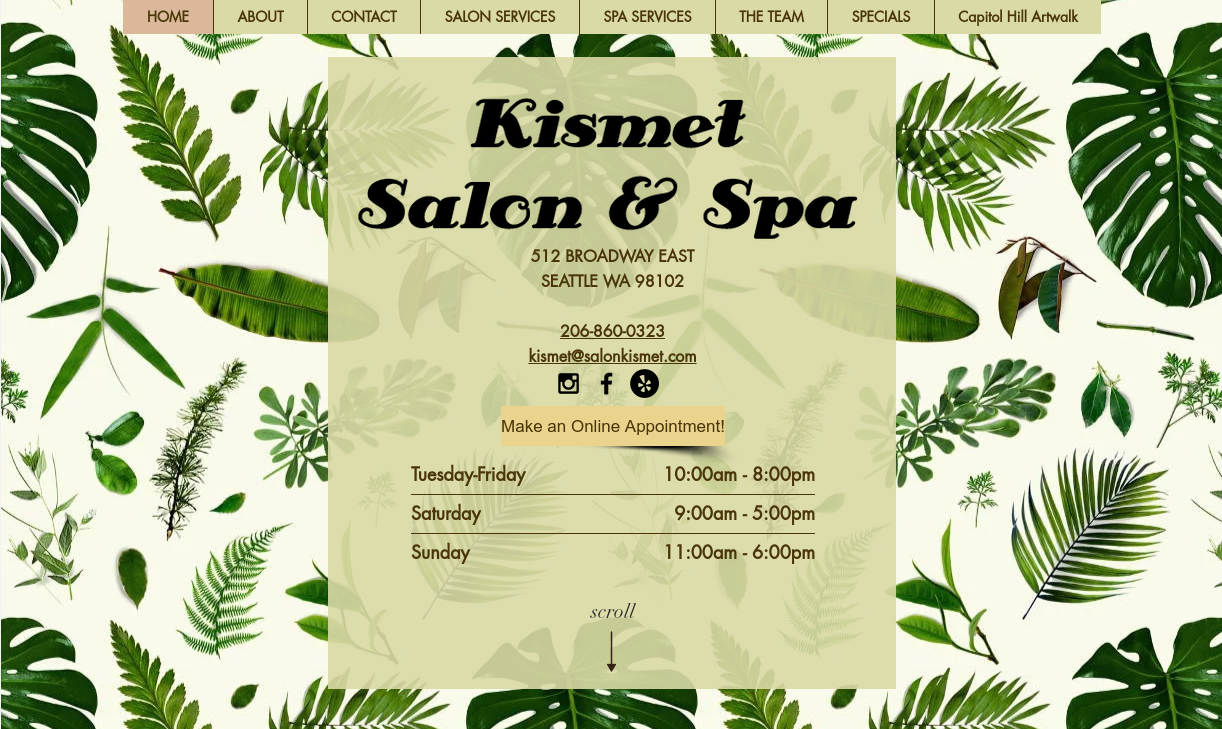 HOME ABOUT CONTACT SALON SERVICES SPA SERVICES THE TEAM SPECIALS Capitol Hill Artwalk
Kismet
Salon & Spa
512 BROADWAY EAST
SEATTLE WA 98102
206-860-0323
kismet@salonkismet.com
Make an Online Appointment!
Tuesday-Friday 10:00am - 8:00pm
Saturday 9:00am - 5:00pm
Sunday 11:00am - 6:00pm
scroll